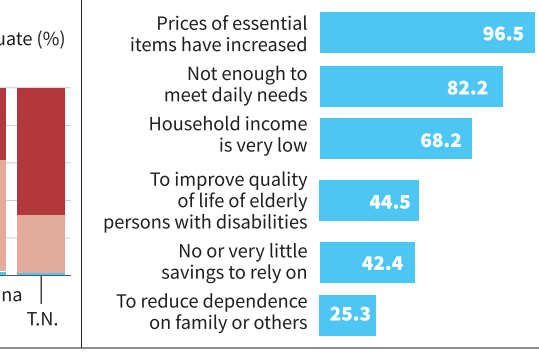 uate (%)
na
T.N.
Prices of essential
items have increased
96.5
Not enough to
meet daily needs
82.2
Household income
is very low
68.2
To improve quality
of life of elderly
persons with disabilities
44.5
No or very little
savings to rely on
42.4
To reduce dependence
on family or others
25.3